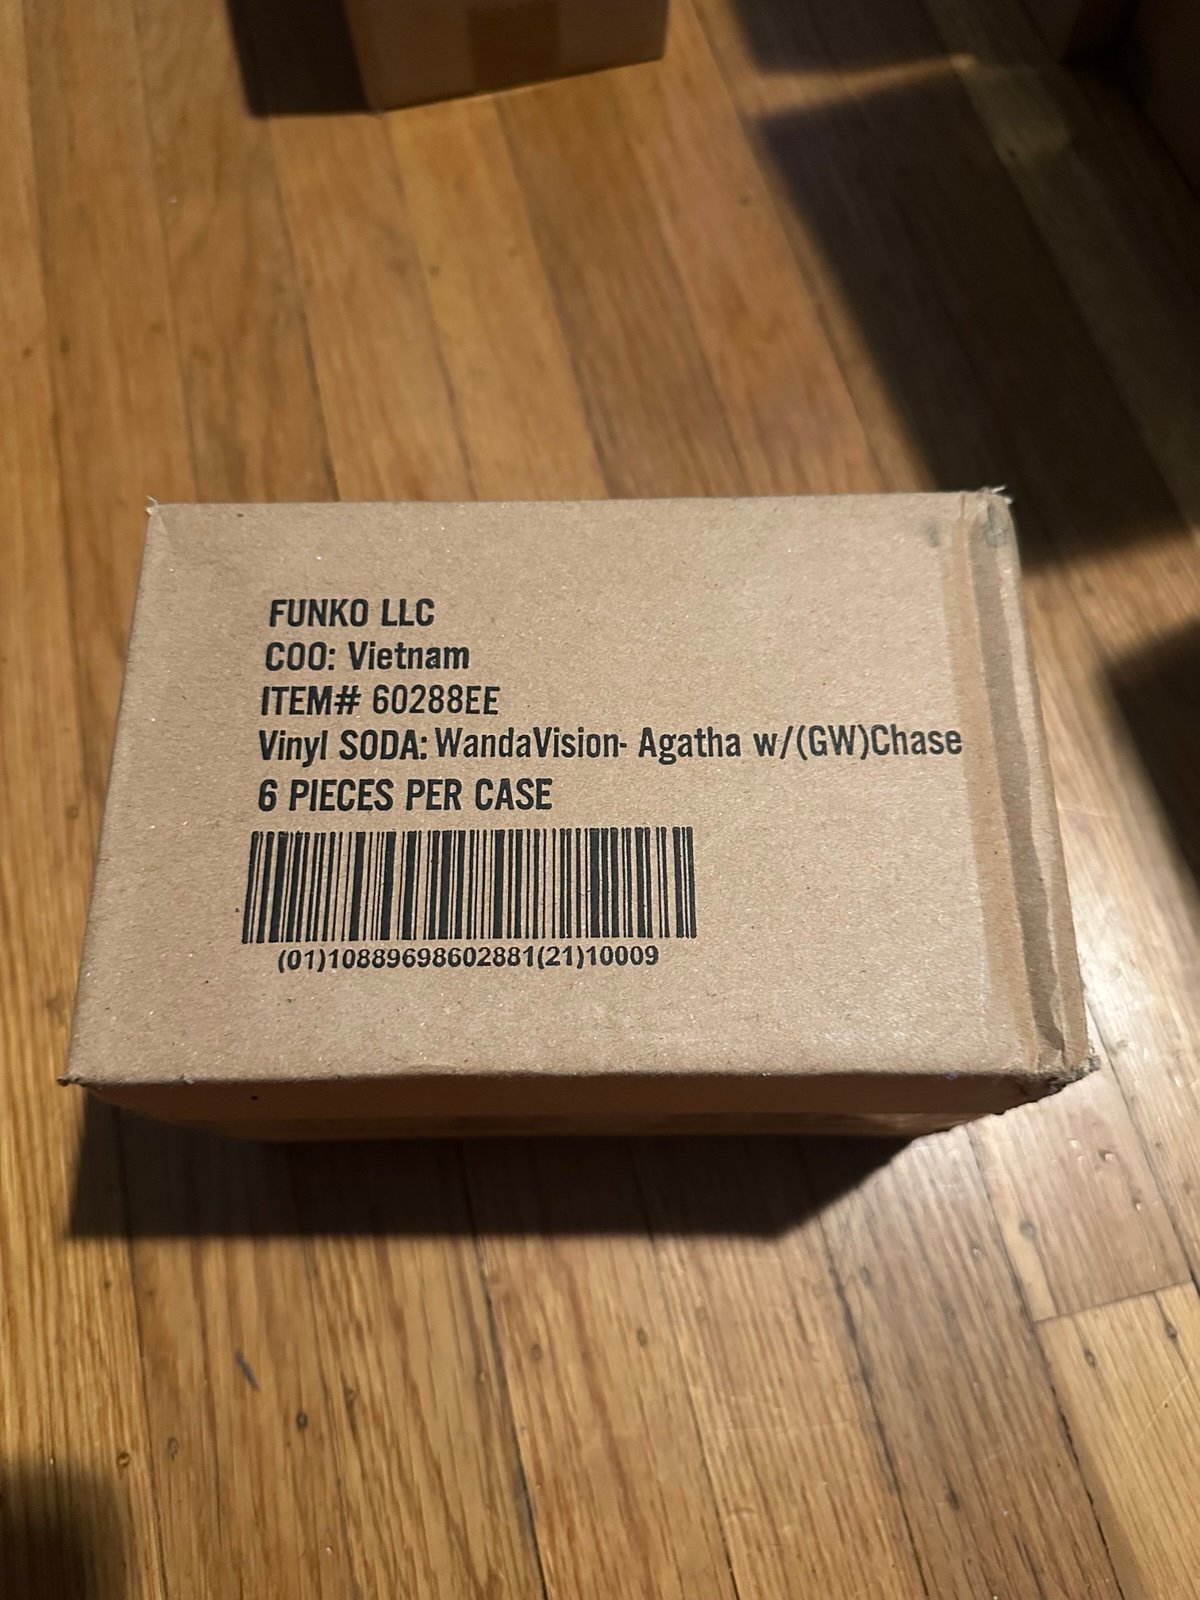 FUNKO LLC
COO: Vietnam
ITEM# 60288EE
Vinyl SODA: WandaVision- Agatha w/(GW)Chase
6 PIECES PER CASE
(01)10889698602881(21)10009